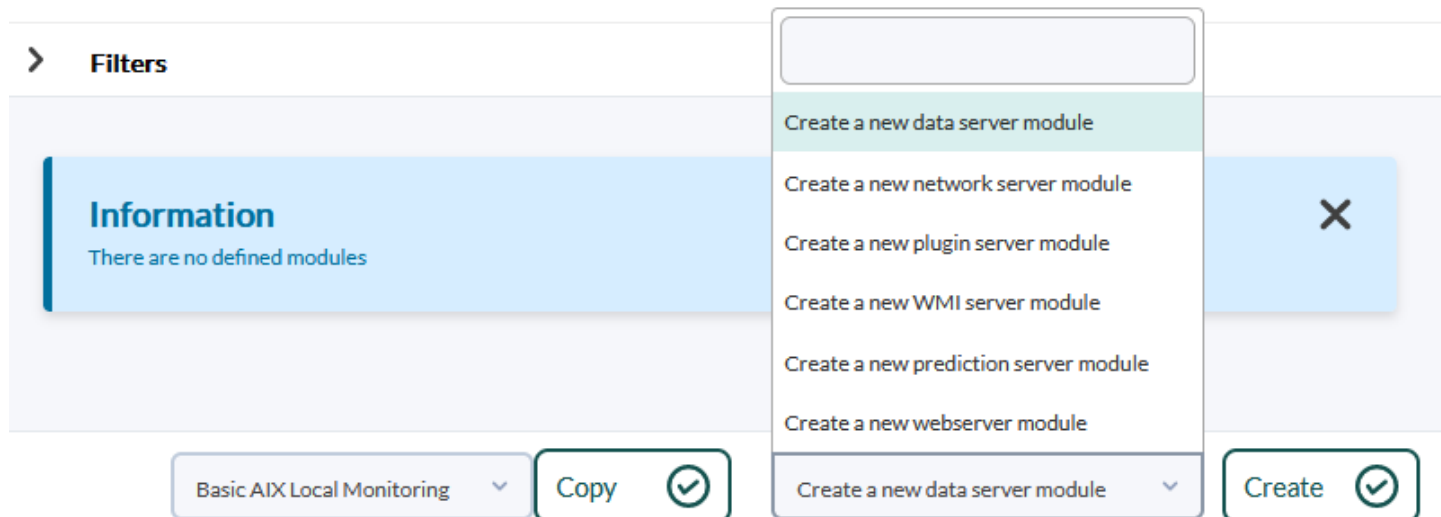 Filters
Information
There are no defined modules
Create a new data server module
Create a new network server module
Create a new plugin server module
Create a new WMI server module
Create a new prediction server module
Create a new webserver module
Basic AIX Local Monitoring
Copy
Create a new data server module
Create